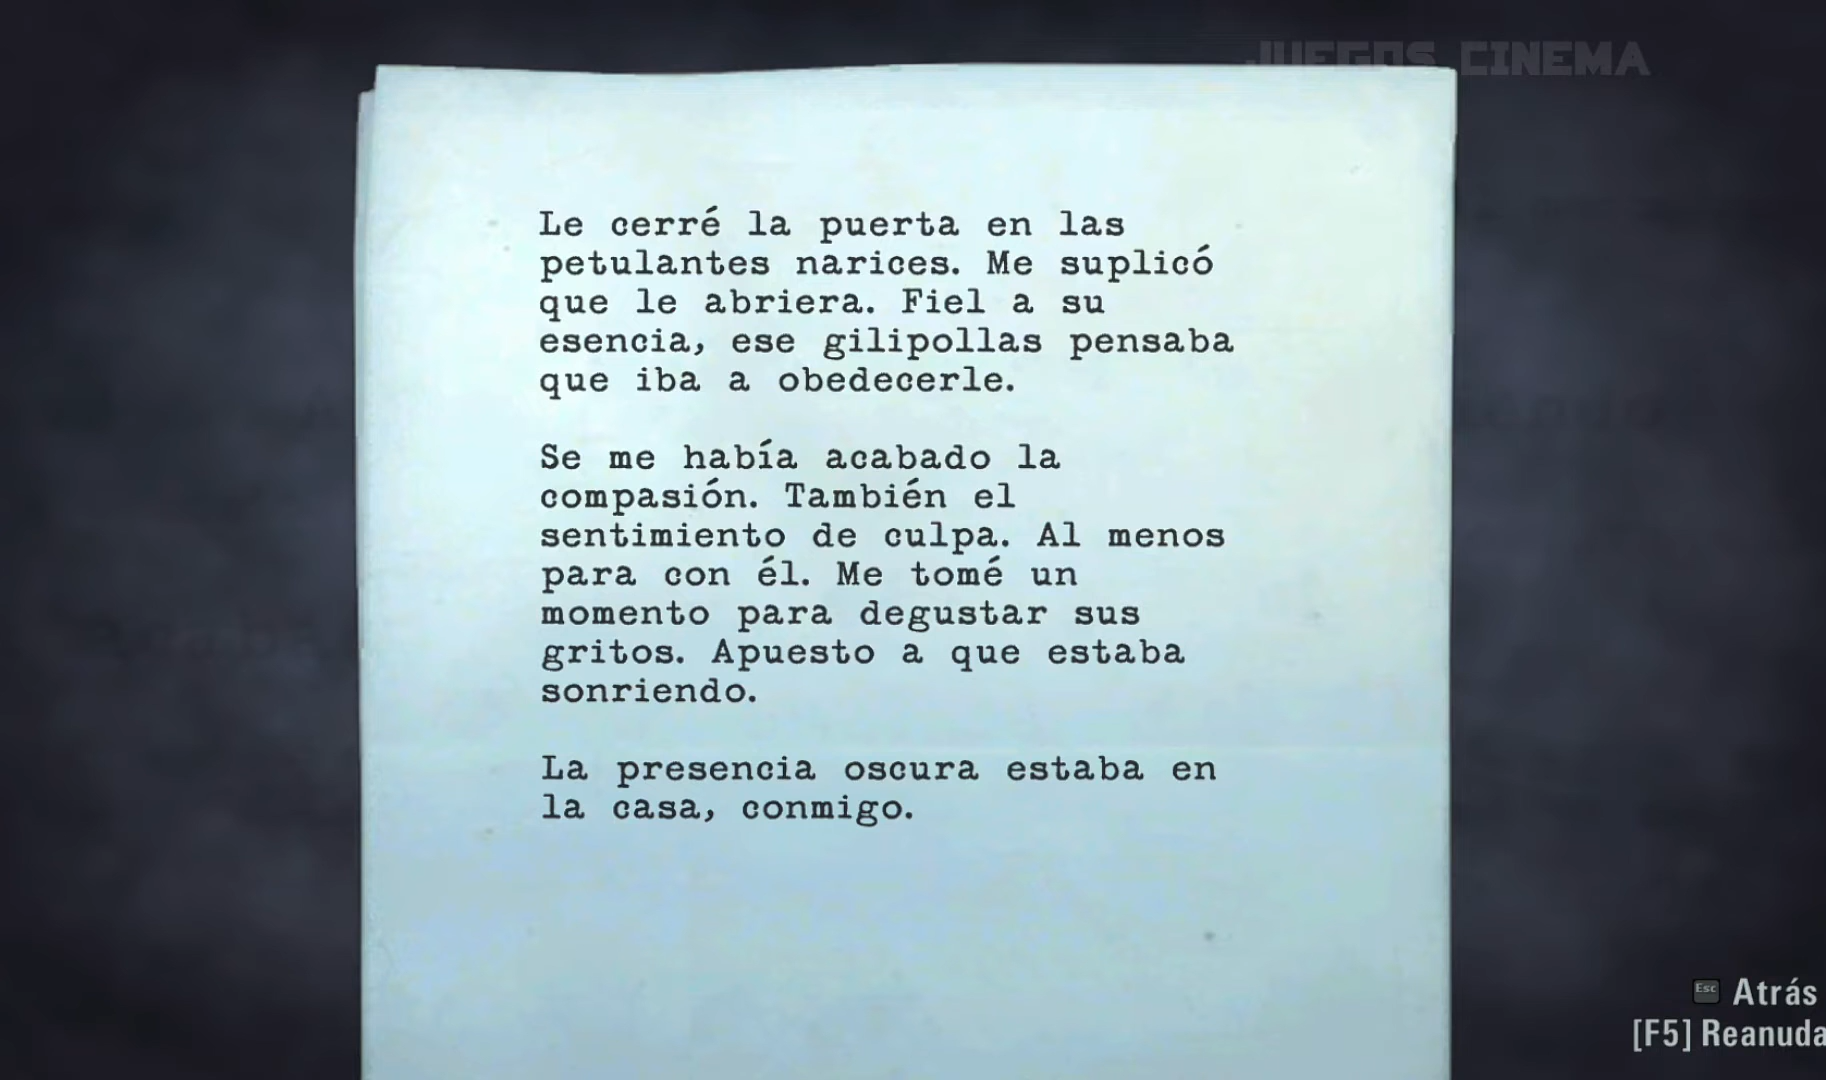 JUEGOS CINEMA
Le cerré la puerta en las
petulantes narices. Me suplicó
que le abriera. Fiel a su
esencia, ese gilipollas pensaba
que iba a obedecerle.
Se me había acabado la
compasión. También el
sentimiento de culpa. Al menos
para con él. Me tomé un
momento para degustar sus
gritos. Apuesto a que estaba
sonriendo.
La presencia oscura estaba en
la casa, conmigo.
Esc Atrás
[F5] Reanuda